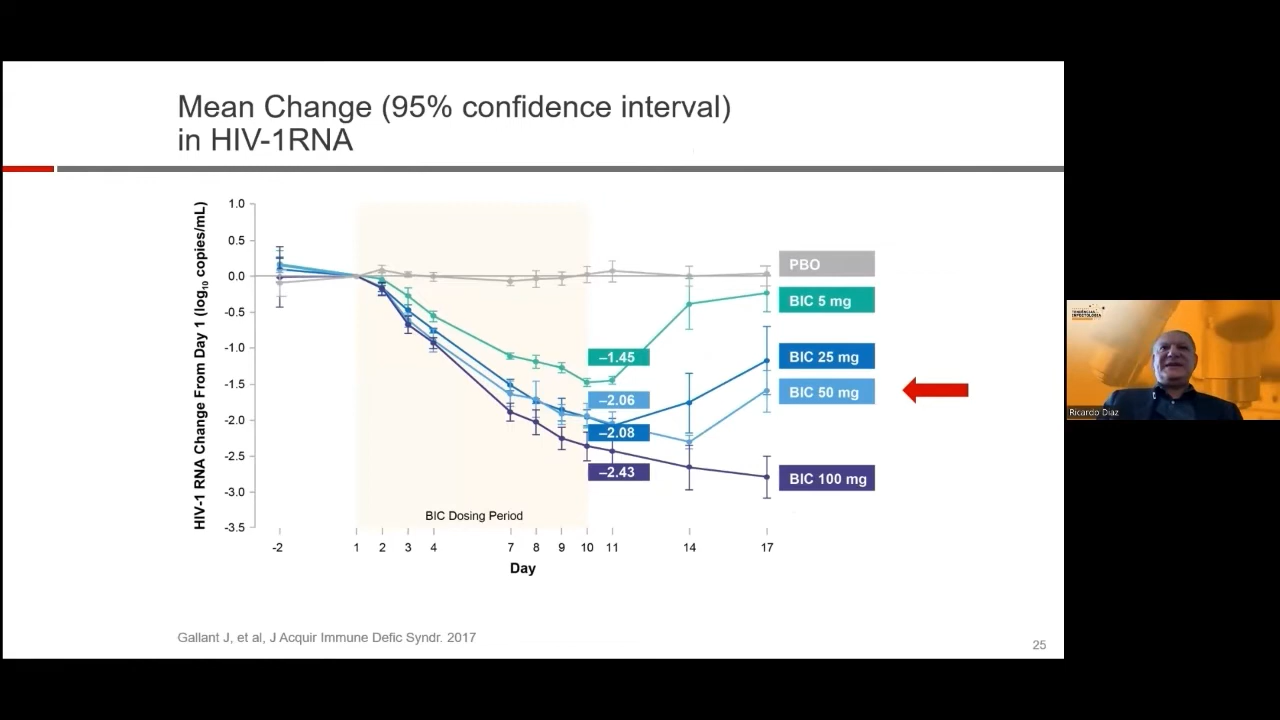 Mean Change (95% confidence interval)
in HIV-1RNA
HIV-1 RNA Change From Day 1 (log10 copies/mL)
1.0
0.5
0.0
-0.5
-1.0
-1.5
-2.0
-2.5
-3.0
-3.5
PBO
BIC 5 mg
BIC 25 mg
BIC 50 mg
BIC 100 mg
–1.45
–2.06
–2.08
–2.43
BIC Dosing Period
-2 1 2 3 4 7 8 9 10 11 14 17
Day
Gallant J, et al, J Acquir Immune Defic Syndr. 2017
25
TENDÊNCIAS
INFECTOLOGIA
Ricardo Diaz